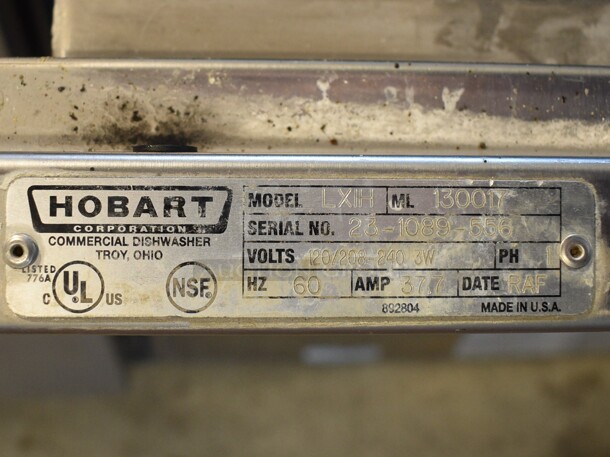 HOBART
CORPORATION
COMMERCIAL DISHWASHER
TROY, OHIO
LISTED
776A
C UL US
NSF
MODEL LXIH ML 130017
SERIAL NO. 23-1089-556
VOLTS 120/208-240 3W PH 1
HZ 60 AMP 37.7 DATE RAF
892804 MADE IN U.S.A.